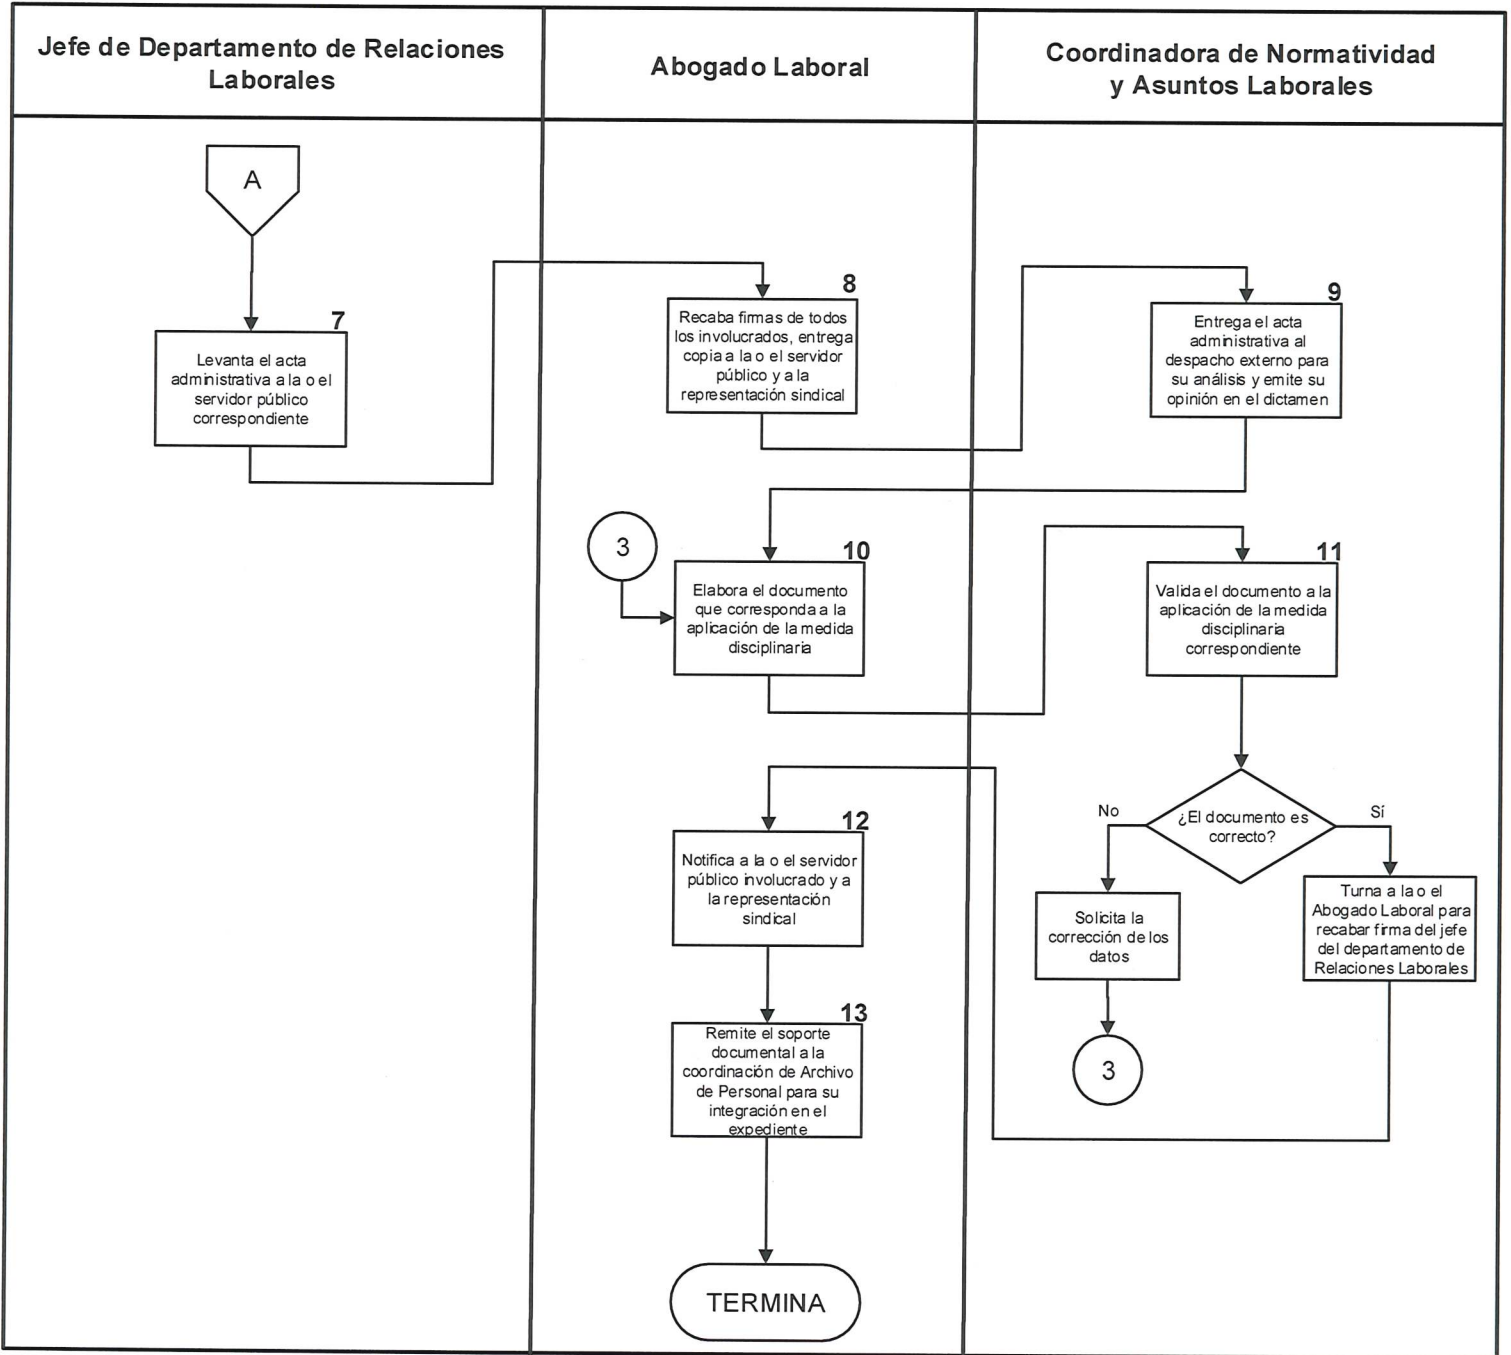 Jefe de Departamento de Relaciones
Laborales
Abogado Laboral
Coordinadora de Normatividad
y Asuntos Laborales
A
7
Levanta el acta
administrativa a la o el
servidor público
correspondiente
8
Recaba firmas de todos
los involucrados, entrega
copia a la o el servidor
público y a la
representación sindical
9
Entrega el acta
administrativa al
despacho externo para
su análisis y emite su
opinión en el dictamen
3
10
Elabora el documento
que corresponda a la
aplicación de la medida
disciplinaria
11
Valida el documento a la
aplicación de la medida
disciplinaria
correspondiente
¿El documento es
correcto?
No
Sí
12
Notifica a la o el servidor
público involucrado y a
la representación
sindical
Solicita la
corrección de los
datos
Turna a la o el
Abogado Laboral para
recabar firma del jefe
del departamento de
Relaciones Laborales
13
Remite el soporte
documental a la
coordinación de Archivo
de Personal para su
integración en el
expediente
3
TERMINA